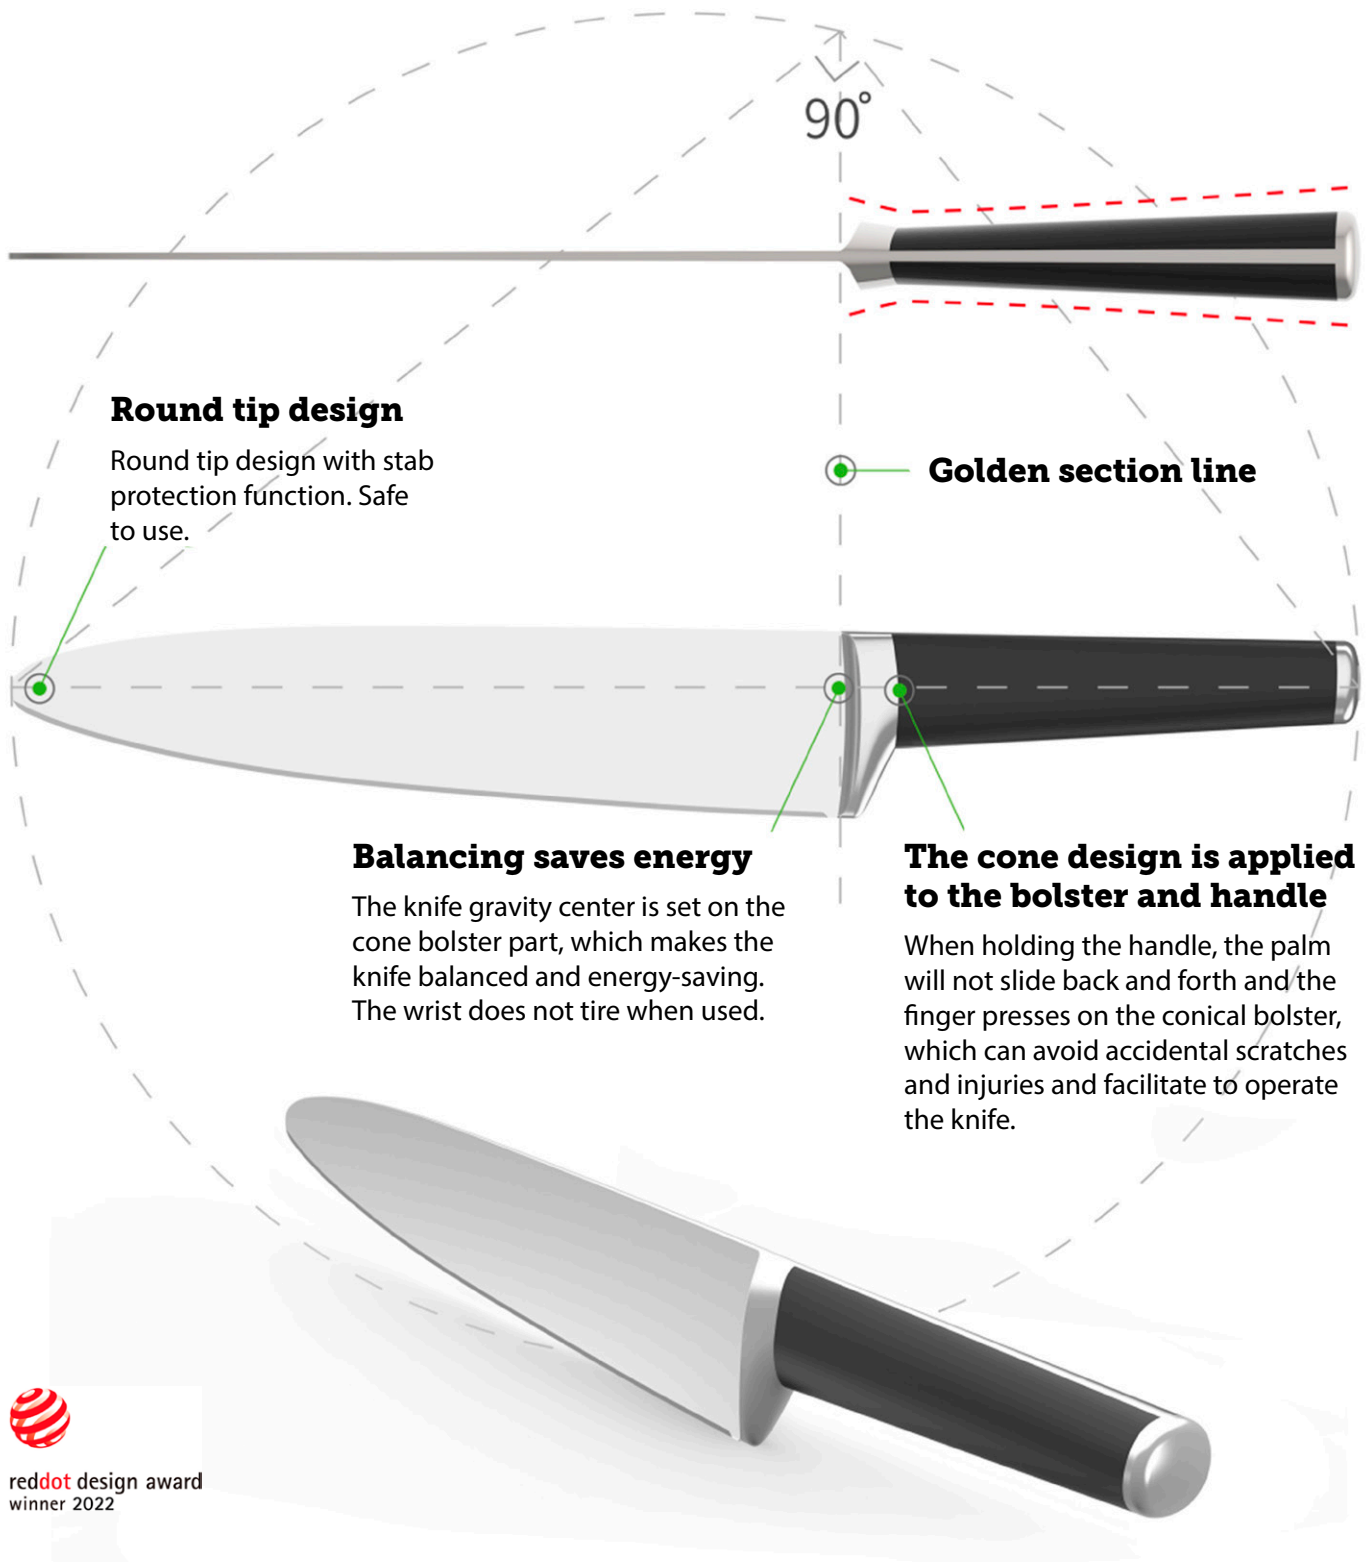 90°
Round tip design
Round tip design with stab
protection function. Safe
to use.
Golden section line
Balancing saves energy
The knife gravity center is set on the
cone bolster part, which makes the
knife balanced and energy-saving.
The wrist does not tire when used.
The cone design is applied
to the bolster and handle
When holding the handle, the palm
will not slide back and forth and the
finger presses on the conical bolster,
which can avoid accidental scratches
and injuries and facilitate to operate
the knife.
reddot design award
winner 2022